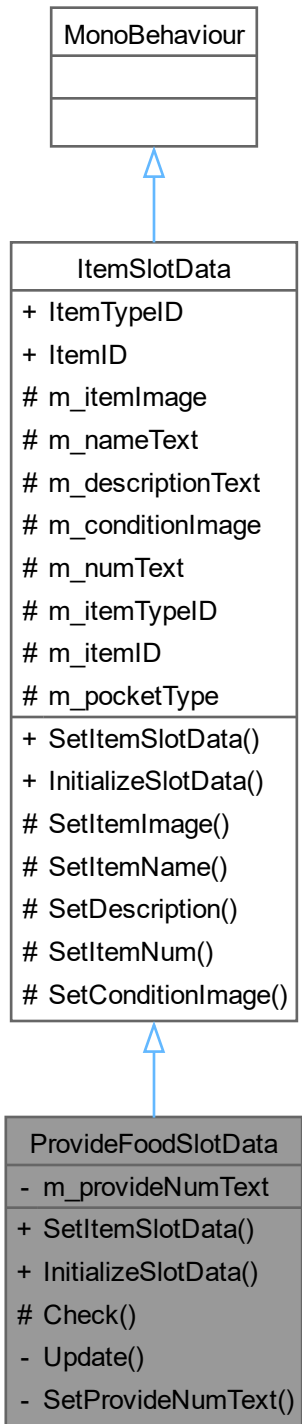 MonoBehaviour
ItemSlotData
+ ItemTypeID
+ ItemID
# m_itemImage
# m_nameText
# m_descriptionText
# m_conditionImage
# m_numText
# m_itemTypeID
# m_itemID
# m_pocketType
+ SetItemSlotData()
+ InitializeSlotData()
# SetItemImage()
# SetItemName()
# SetDescription()
# SetItemNum()
# SetConditionImage()
ProvideFoodSlotData
- m_provideNumText
+ SetItemSlotData()
+ InitializeSlotData()
# Check()
- Update()
- SetProvideNumText()